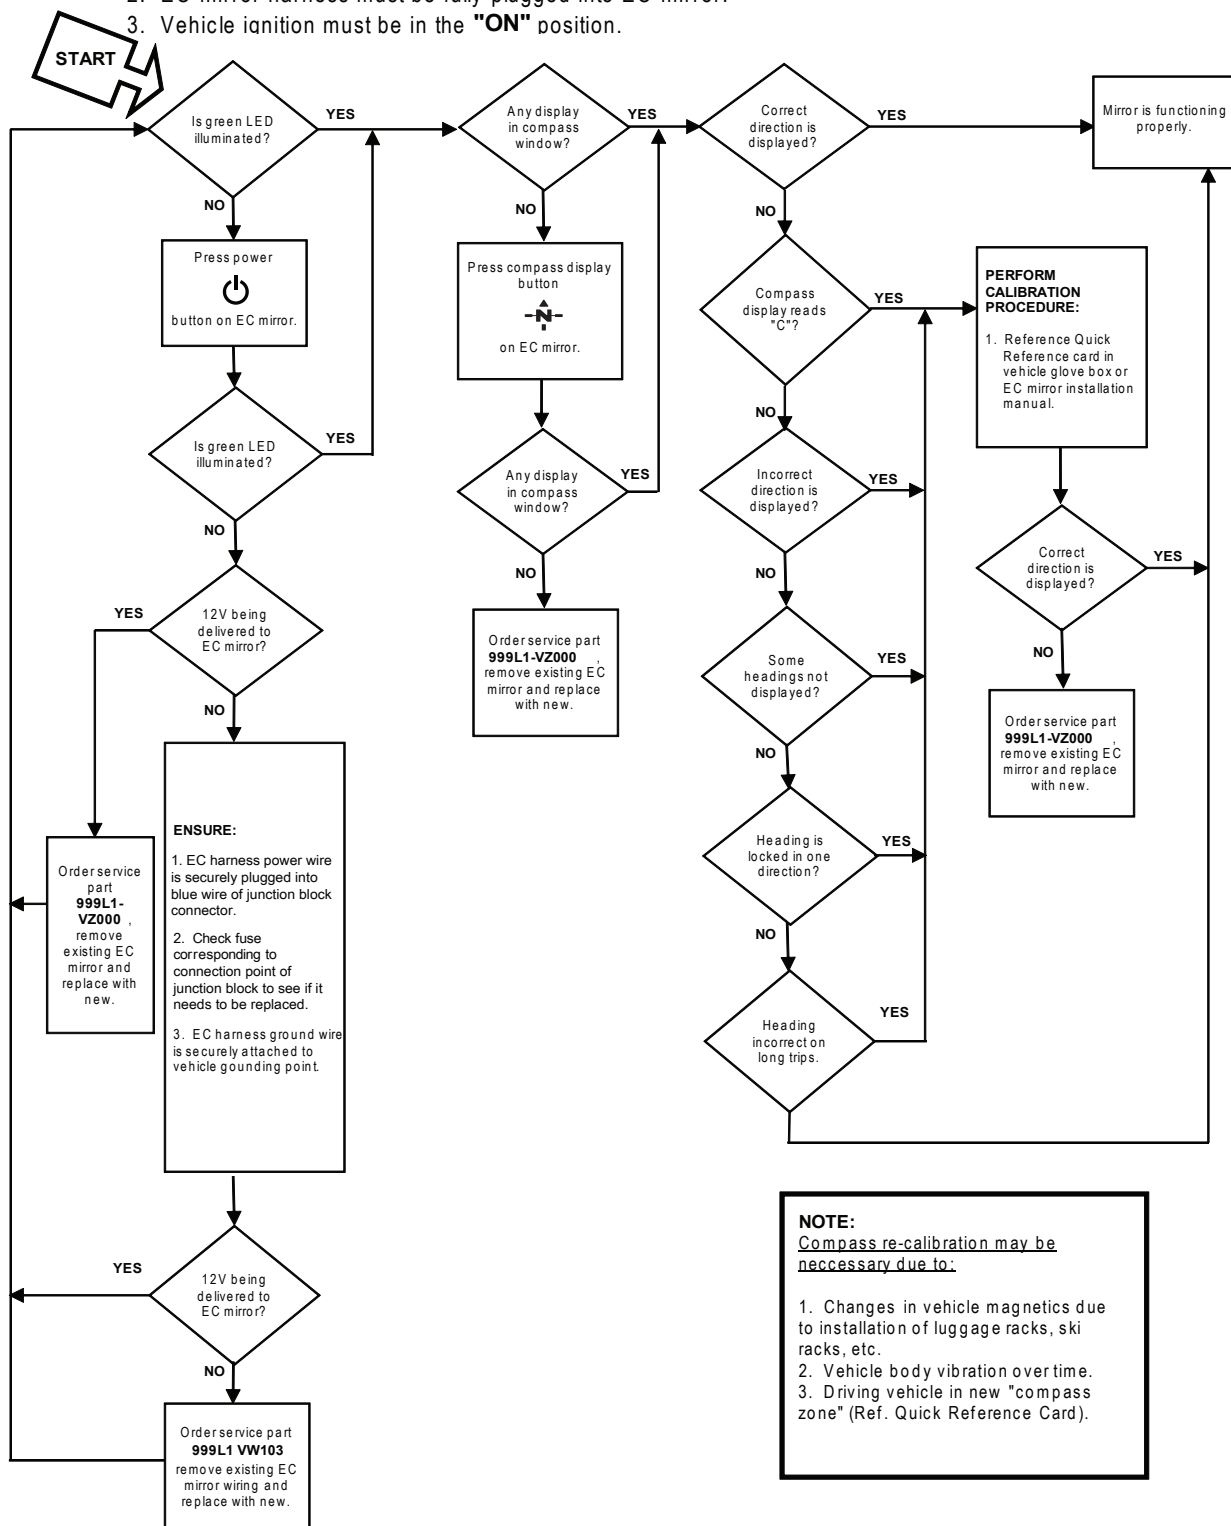 2. EC mirror harness must be fully plugged into EC mirror.
3. Vehicle ignition must be in the "ON" position.
START
Is green LED
illuminated?
YES
NO
Press power
button on EC mirror.
Is green LED
illuminated?
YES
NO
12V being
delivered to
EC mirror?
YES
NO
Order service
part
999L1-
VZ000 ,
remove
existing EC
mirror and
replace with
new.
ENSURE:
1. EC harness power wire
is securely plugged into
blue wire of junction block
connector.
2. Check fuse
corresponding to
connection point of
junction block to see if it
needs to be replaced.
3. EC harness ground wire
is securely attached to
vehicle gounding point.
12V being
delivered to
EC mirror?
YES
NO
Order service part
999L1 VW103
remove existing EC
mirror wiring and
replace with new.
Any display
in compass
window?
YES
NO
Press compass display
button
N
on EC mirror.
Any display
in compass
window?
YES
NO
Order service part
999L1-VZ000 ,
remove existing EC
mirror and replace
with new.
Correct
direction is
displayed?
YES
NO
Mirror is functioning
properly.
Compass
display reads
"C"?
YES
NO
Incorrect
direction is
displayed?
YES
NO
Some
headings not
displayed?
YES
NO
Heading is
locked in one
direction?
YES
NO
Heading
incorrect on
long trips.
YES
PERFORM
CALIBRATION
PROCEDURE:
1. Reference Quick
Reference card in
vehicle glove box or
EC mirror installation
manual.
Correct
direction is
displayed?
YES
NO
Order service part
999L1-VZ000 ,
remove existing EC
mirror and replace
with new.
NOTE:
Compass re-calibration may be
neccessary due to:
1. Changes in vehicle magnetics due
to installation of luggage racks, ski
racks, etc.
2. Vehicle body vibration over time.
3. Driving vehicle in new "compass
zone" (Ref. Quick Reference Card).